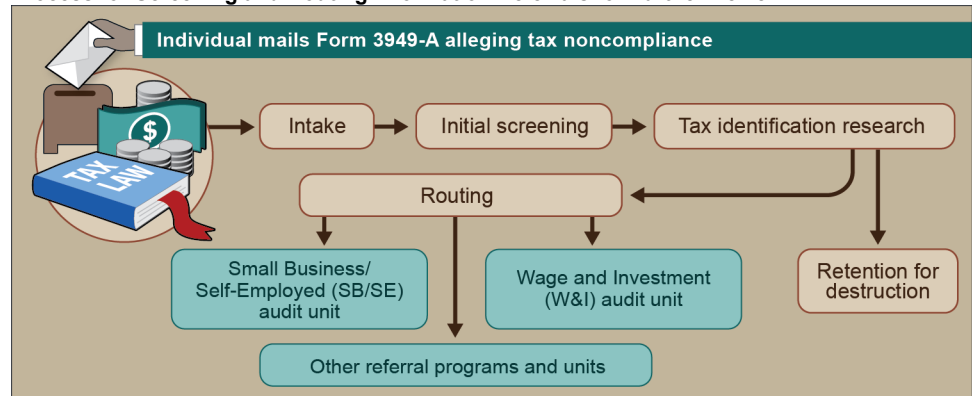 Individual mails Form 3949-A alleging tax noncompliance
$
TAX
LAW
Intake
Initial screening
Tax identification research
Routing
Small Business/
Self-Employed (SB/SE)
audit unit
Wage and Investment
(W&I) audit unit
Retention for
destruction
Other referral programs and units